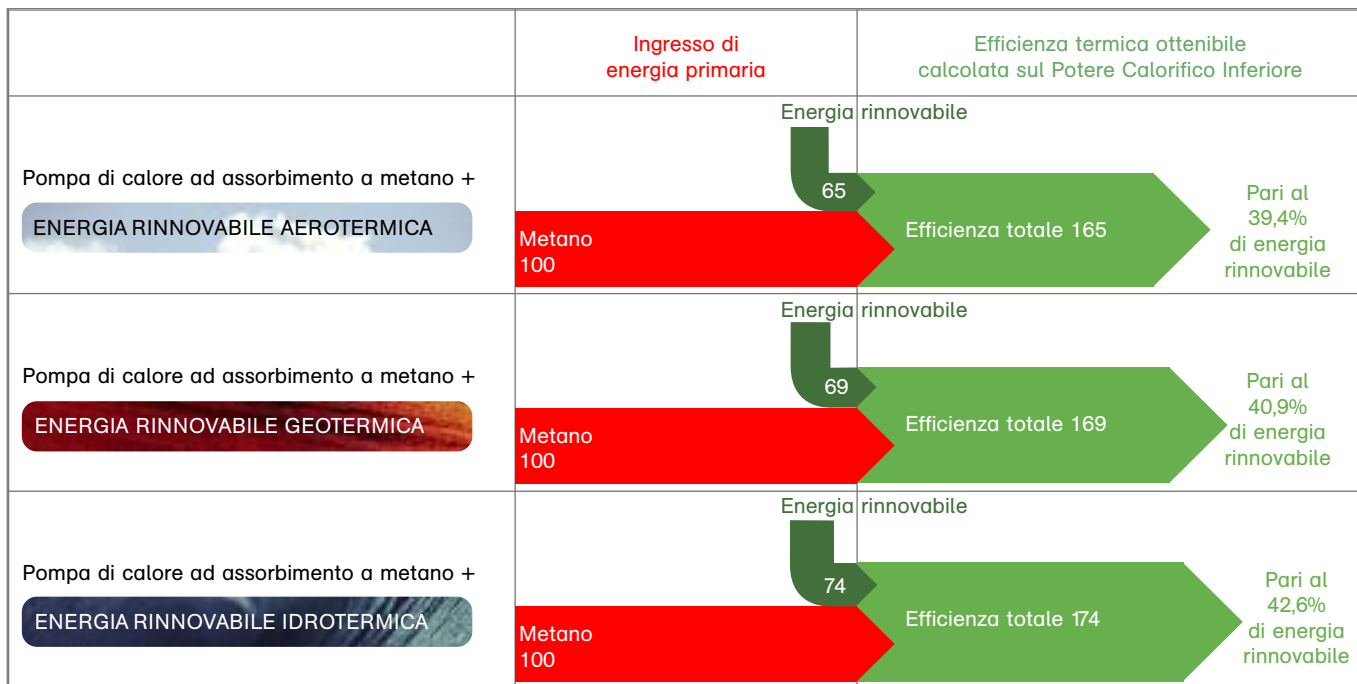 Ingresso di
energia primaria
Efficienza termica ottenibile
calcolata sul Potere Calorifico Inferiore
Pompa di calore ad assorbimento a metano +
ENERGIA RINNOVABILE AEROTERMICA
Energia rinnovabile
65
Metano
100
Efficienza totale 165
Pari al
39,4%
di energia
rinnovabile
Pompa di calore ad assorbimento a metano +
ENERGIA RINNOVABILE GEOTERMICA
Energia rinnovabile
69
Metano
100
Efficienza totale 169
Pari al
40,9%
di energia
rinnovabile
Pompa di calore ad assorbimento a metano +
ENERGIA RINNOVABILE IDROTERMICA
Energia rinnovabile
74
Metano
100
Efficienza totale 174
Pari al
42,6%
di energia
rinnovabile